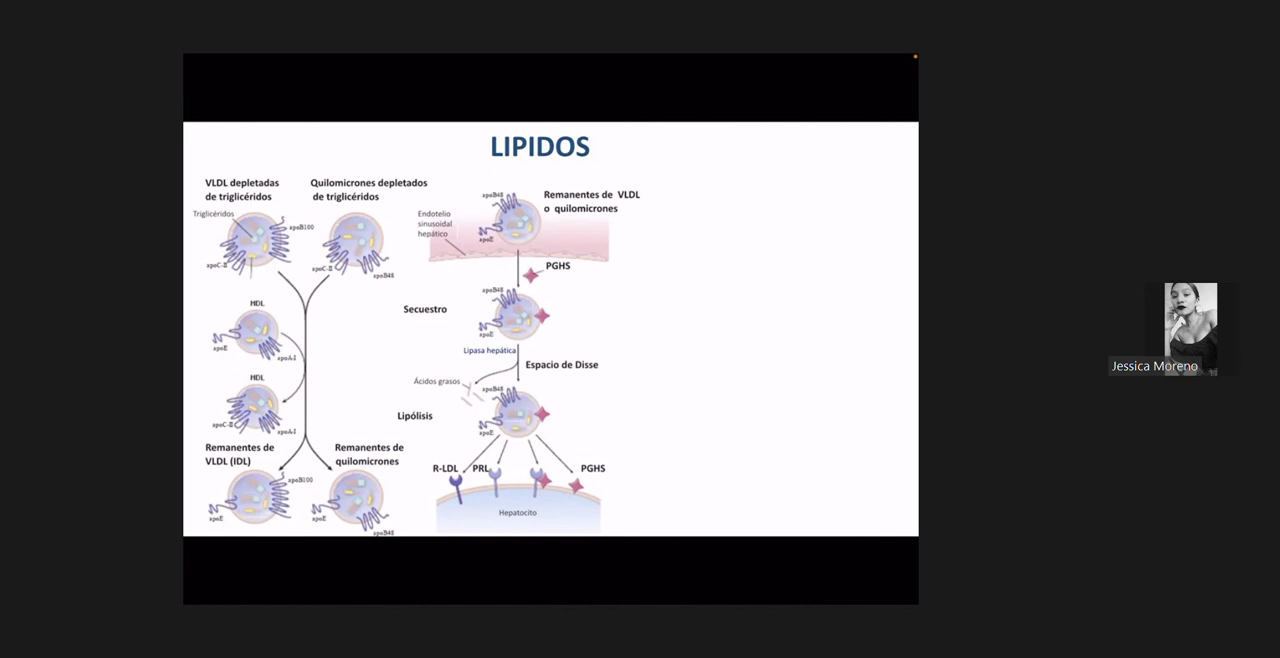 LIPIDOS
VLDL depletadas
de triglicéridos
Quilomicrones depletados
de triglicéridos
Triglicéridos
apoB100
apoC-II
apoC-II
apoB48
HDL
apoE
apoA-I
HDL
apoC-II
apoA-I
Remanentes de
VLDL (IDL)
Remanentes de
quilomicrones
apoB100
apoE
apoE
apoB48
apoB48
Remanentes de VLDL
o quilomicrones
Endotelio
sinusoidal
hepático
apoE
PGHS
apoB48
Secuestro
apoE
Lipasa hepática
Espacio de Disse
Ácidos grasos
apoB48
Lipólisis
apoE
R-LDL
PRL
PGHS
Hepatocito
Jessica Moreno